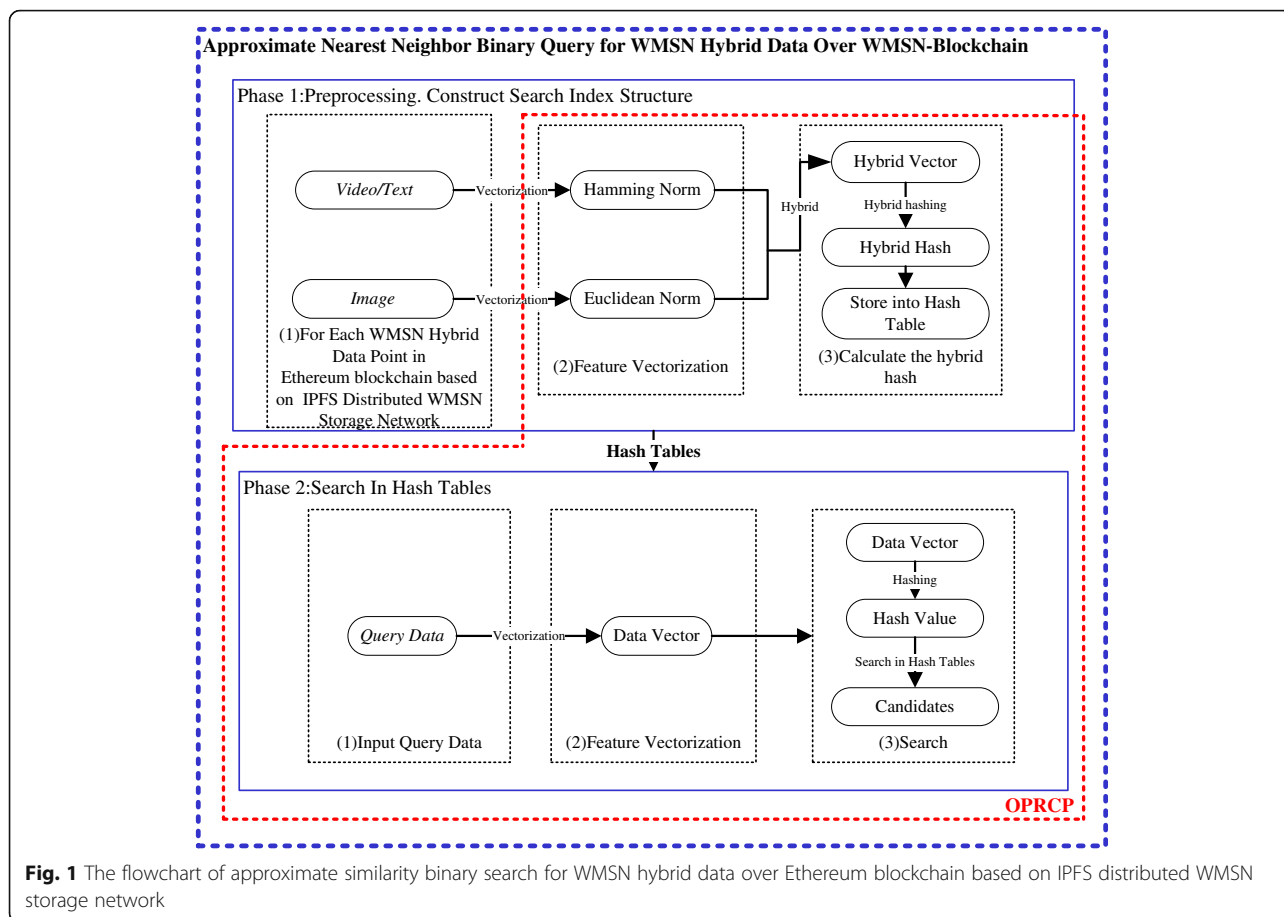 Approximate Nearest Neighbor Binary Query for WMSN Hybrid Data Over WMSN-Blockchain
Phase 1:Preprocessing. Construct Search Index Structure
Video/Text
Vectorization
Hamming Norm
Image
Vectorization
Euclidean Norm
Hybrid
Hybrid Vector
Hybrid hashing
Hybrid Hash
Store into Hash
Table
(1)For Each WMSN Hybrid
Data Point in
Ethereum blockchain based
on IPFS Distributed WMSN
Storage Network
(2)Feature Vectorization
(3)Calculate the hybrid
hash
Hash Tables
Phase 2:Search In Hash Tables
Query Data
Vectorization
Data Vector
Data Vector
Hashing
Hash Value
Search in Hash Tables
Candidates
(1)Input Query Data
(2)Feature Vectorization
(3)Search
OPRCP
Fig. 1 The flowchart of approximate similarity binary search for WMSN hybrid data over Ethereum blockchain based on IPFS distributed WMSN
storage network